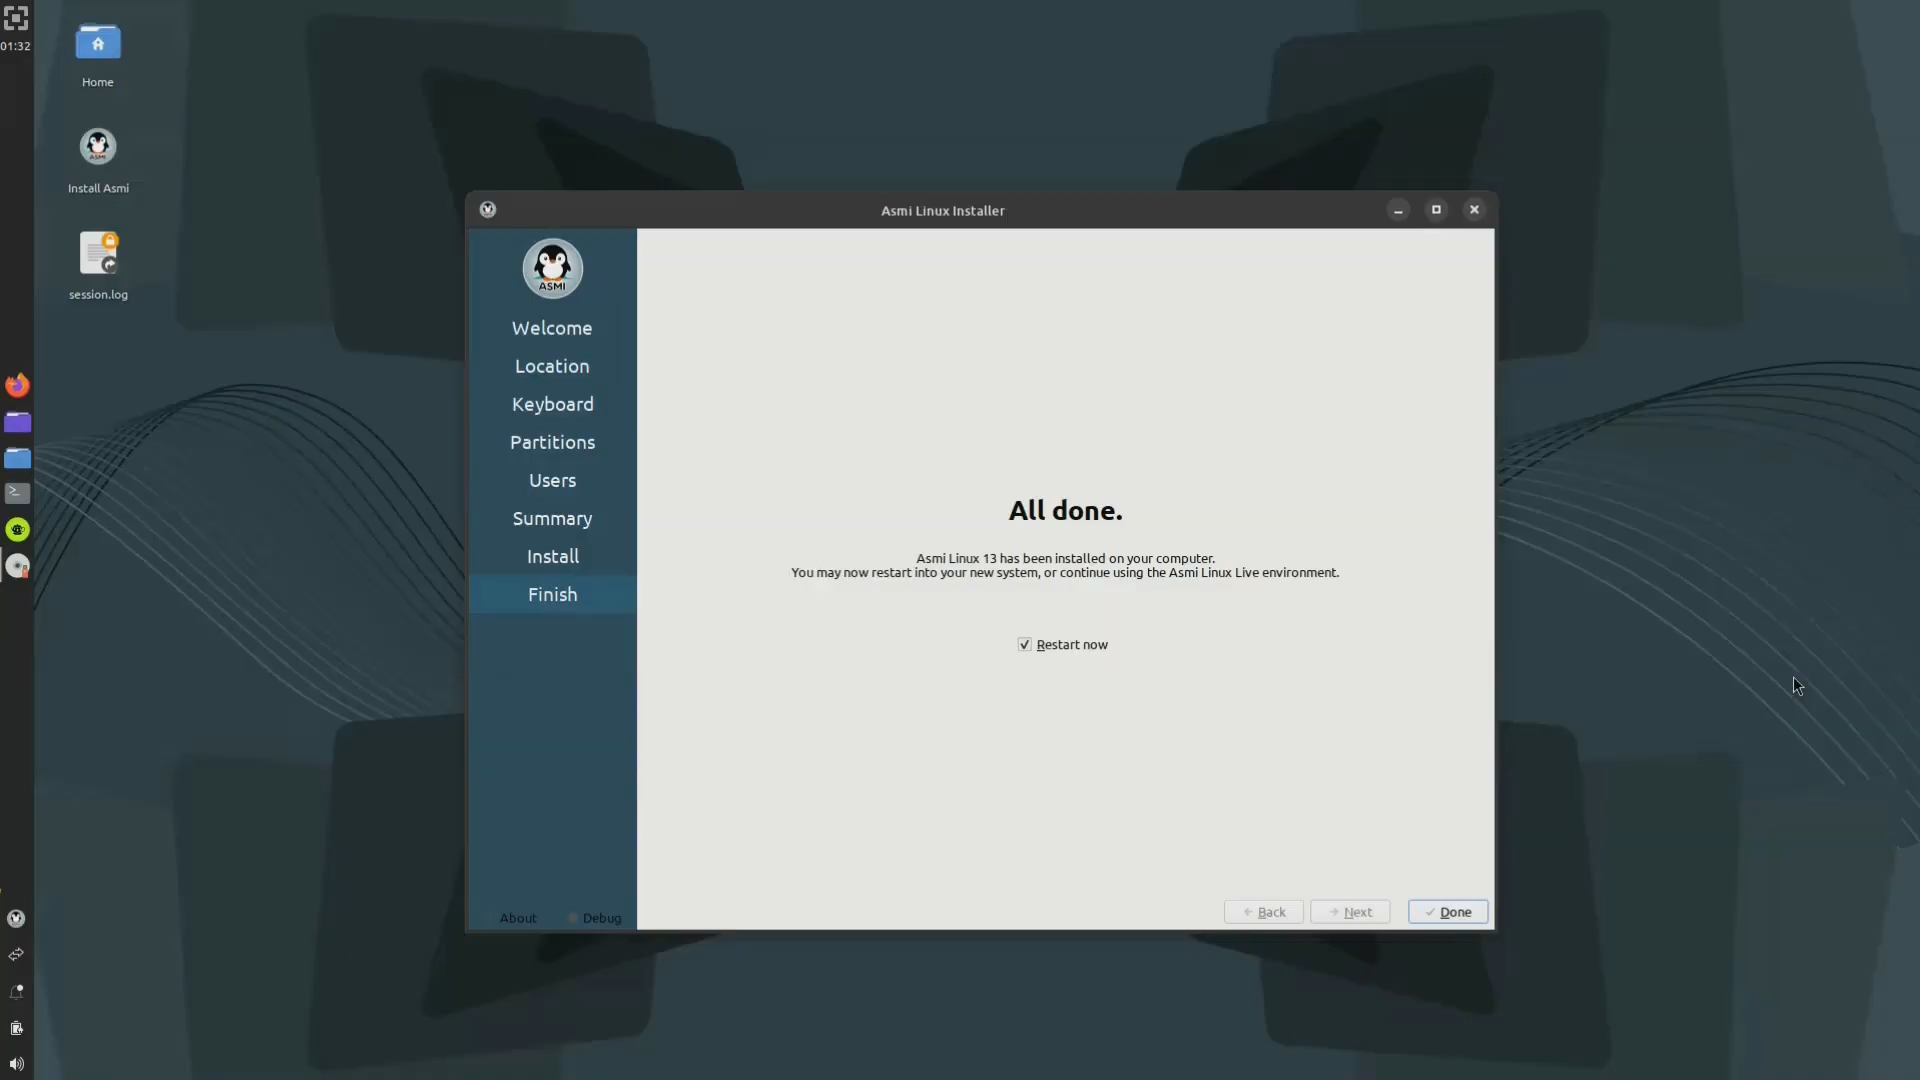 01:32
Home
ASMI
Install Asmi
session.log
Asmi Linux Installer
ASMI
Welcome
Location
Keyboard
Partitions
Users
Summary
Install
Finish
About
Debug
All done.
Asmi Linux 13 has been installed on your computer.
You may now restart into your new system, or continue using the Asmi Linux Live environment.
Restart now
Back
Next
Done